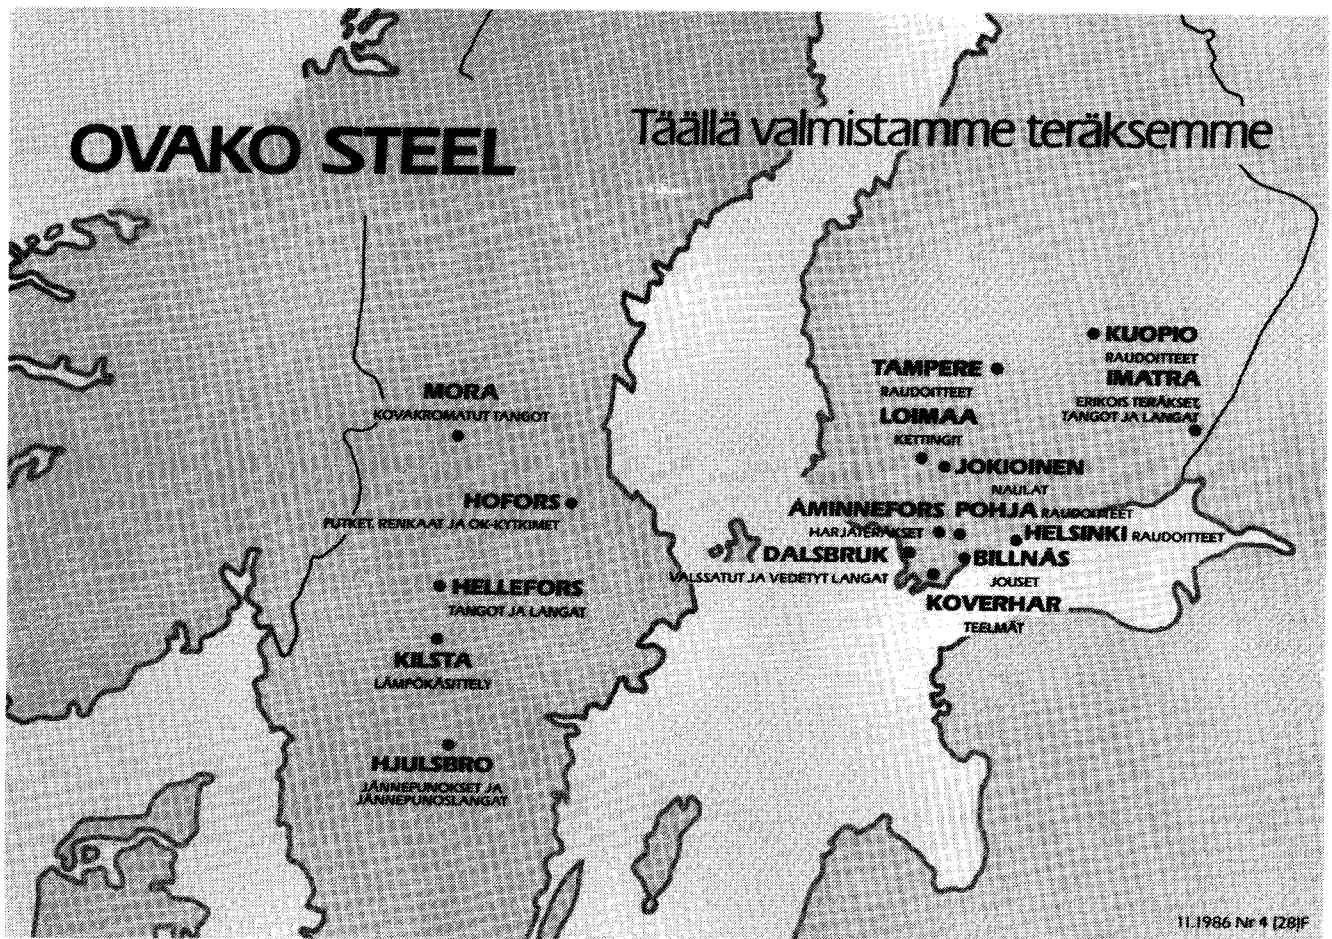 OVAKO STEEL
Täällä valmistamme teräksemme
KUOPIO
RAUDOITTEET
TAMPERE
RAUDOITTEET
IMATRA
ERIKOIS TERÄKSET,
TANGOT JA LANGAT
MORA
KOVAKROMATUT TANGOT
LOIMAA
KETTINGIT
JOKIOINEN
NAULAT
HOFORS
PUTKET, RENKAAT JA OK-KYTKIMET
ÅMINNEFORS
HARJATERÄKSET
POHJA RAUDOITTEET
HELSINKI RAUDOITTEET
DALSBRUK
VALSSATUT JA VEDETYT LANGAT
BILLNÄS
JOUSET
HELLEFORS
TANGOT JA LANGAT
KOVERHAR
TEELMÄT
KILSTA
LÄMPÖKÄSITTELY
HJULSBRO
JÄNNEPUNOKSET JA
JÄNNEPUNOSLANGAT
11.1986 Nr 4 (28)F